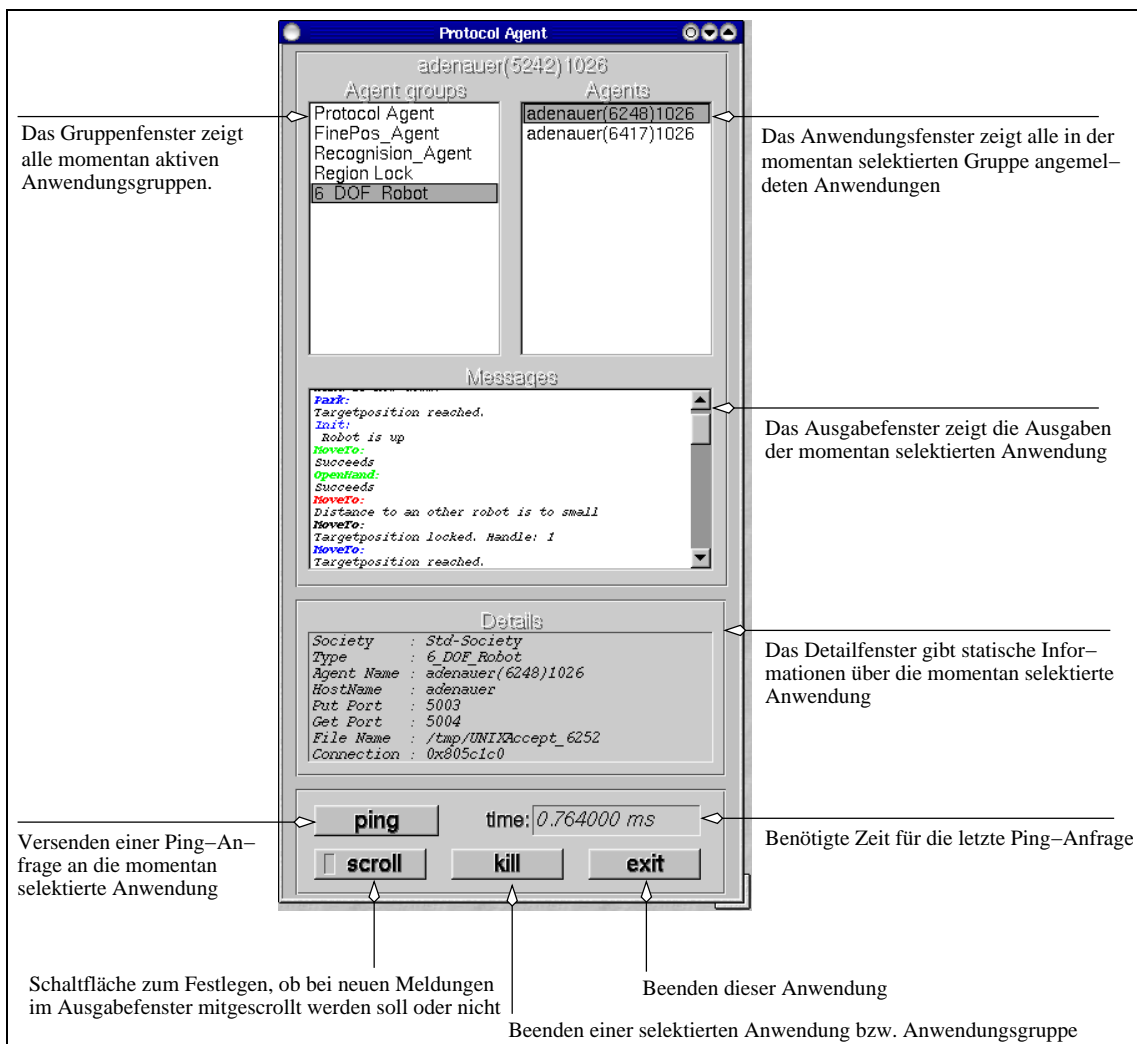 Protocol Agent
adenauer(5242)1026
Agent groups
Agents
Protocol Agent
FinePos_Agent
Recognision_Agent
Region Lock
6_DOF_Robot
adenauer(6248)1026
adenauer(6417)1026
Das Gruppenfenster zeigt
alle momentan aktiven
Anwendungsgruppen.
Das Anwendungsfenster zeigt alle in der
momentan selektierten Gruppe angemel–
deten Anwendungen
Messages
Park:
Targetposition reached.
Init:
Robot is up
MoveTo:
Succeeds
OpenHand:
Succeeds
MoveTo:
Distance to an other robot is to small
MoveTo:
Targetposition locked. Handle: 1
MoveTo:
Targetposition reached.
Das Ausgabefenster zeigt die Ausgaben
der momentan selektierten Anwendung
Details
Society : Std-Society
Type : 6_DOF_Robot
Agent Name : adenauer(6248)1026
HostName : adenauer
Put Port : 5003
Get Port : 5004
File Name : /tmp/UNIXAccept_6252
Connection : 0x805c1c0
Das Detailfenster gibt statische Infor–
mationen über die momentan selektierte
Anwendung
ping
time: 0.764000 ms
scroll
kill
exit
Versenden einer Ping–An–
frage an die momentan
selektierte Anwendung
Benötigte Zeit für die letzte Ping–Anfrage
Schaltfläche zum Festlegen, ob bei neuen Meldungen
im Ausgabefenster mitgescrollt werden soll oder nicht
Beenden dieser Anwendung
Beenden einer selektierten Anwendung bzw. Anwendungsgruppe